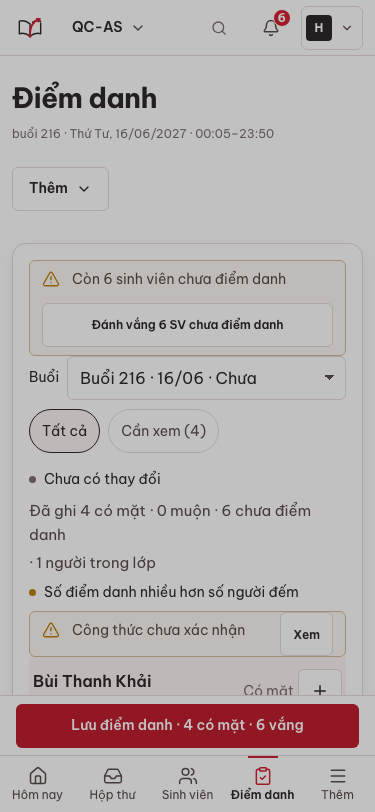 QC-AS
6
H
Điểm danh
buổi 216 · Thứ Tư, 16/06/2027 · 00:05–23:50
Thêm
Còn 6 sinh viên chưa điểm danh
Đánh vắng 6 SV chưa điểm danh
Buổi
Buổi 216 · 16/06 · Chưa
Tất cả
Cần xem (4)
Chưa có thay đổi
Đã ghi 4 có mặt · 0 muộn · 6 chưa điểm
danh
· 1 người trong lớp
Số điểm danh nhiều hơn số người đếm
Công thức chưa xác nhận
Xem
Bùi Thanh Khải
Có mặt
Lưu điểm danh · 4 có mặt · 6 vắng
Hôm nay
Hộp thư
Sinh viên
Điểm danh
Thêm